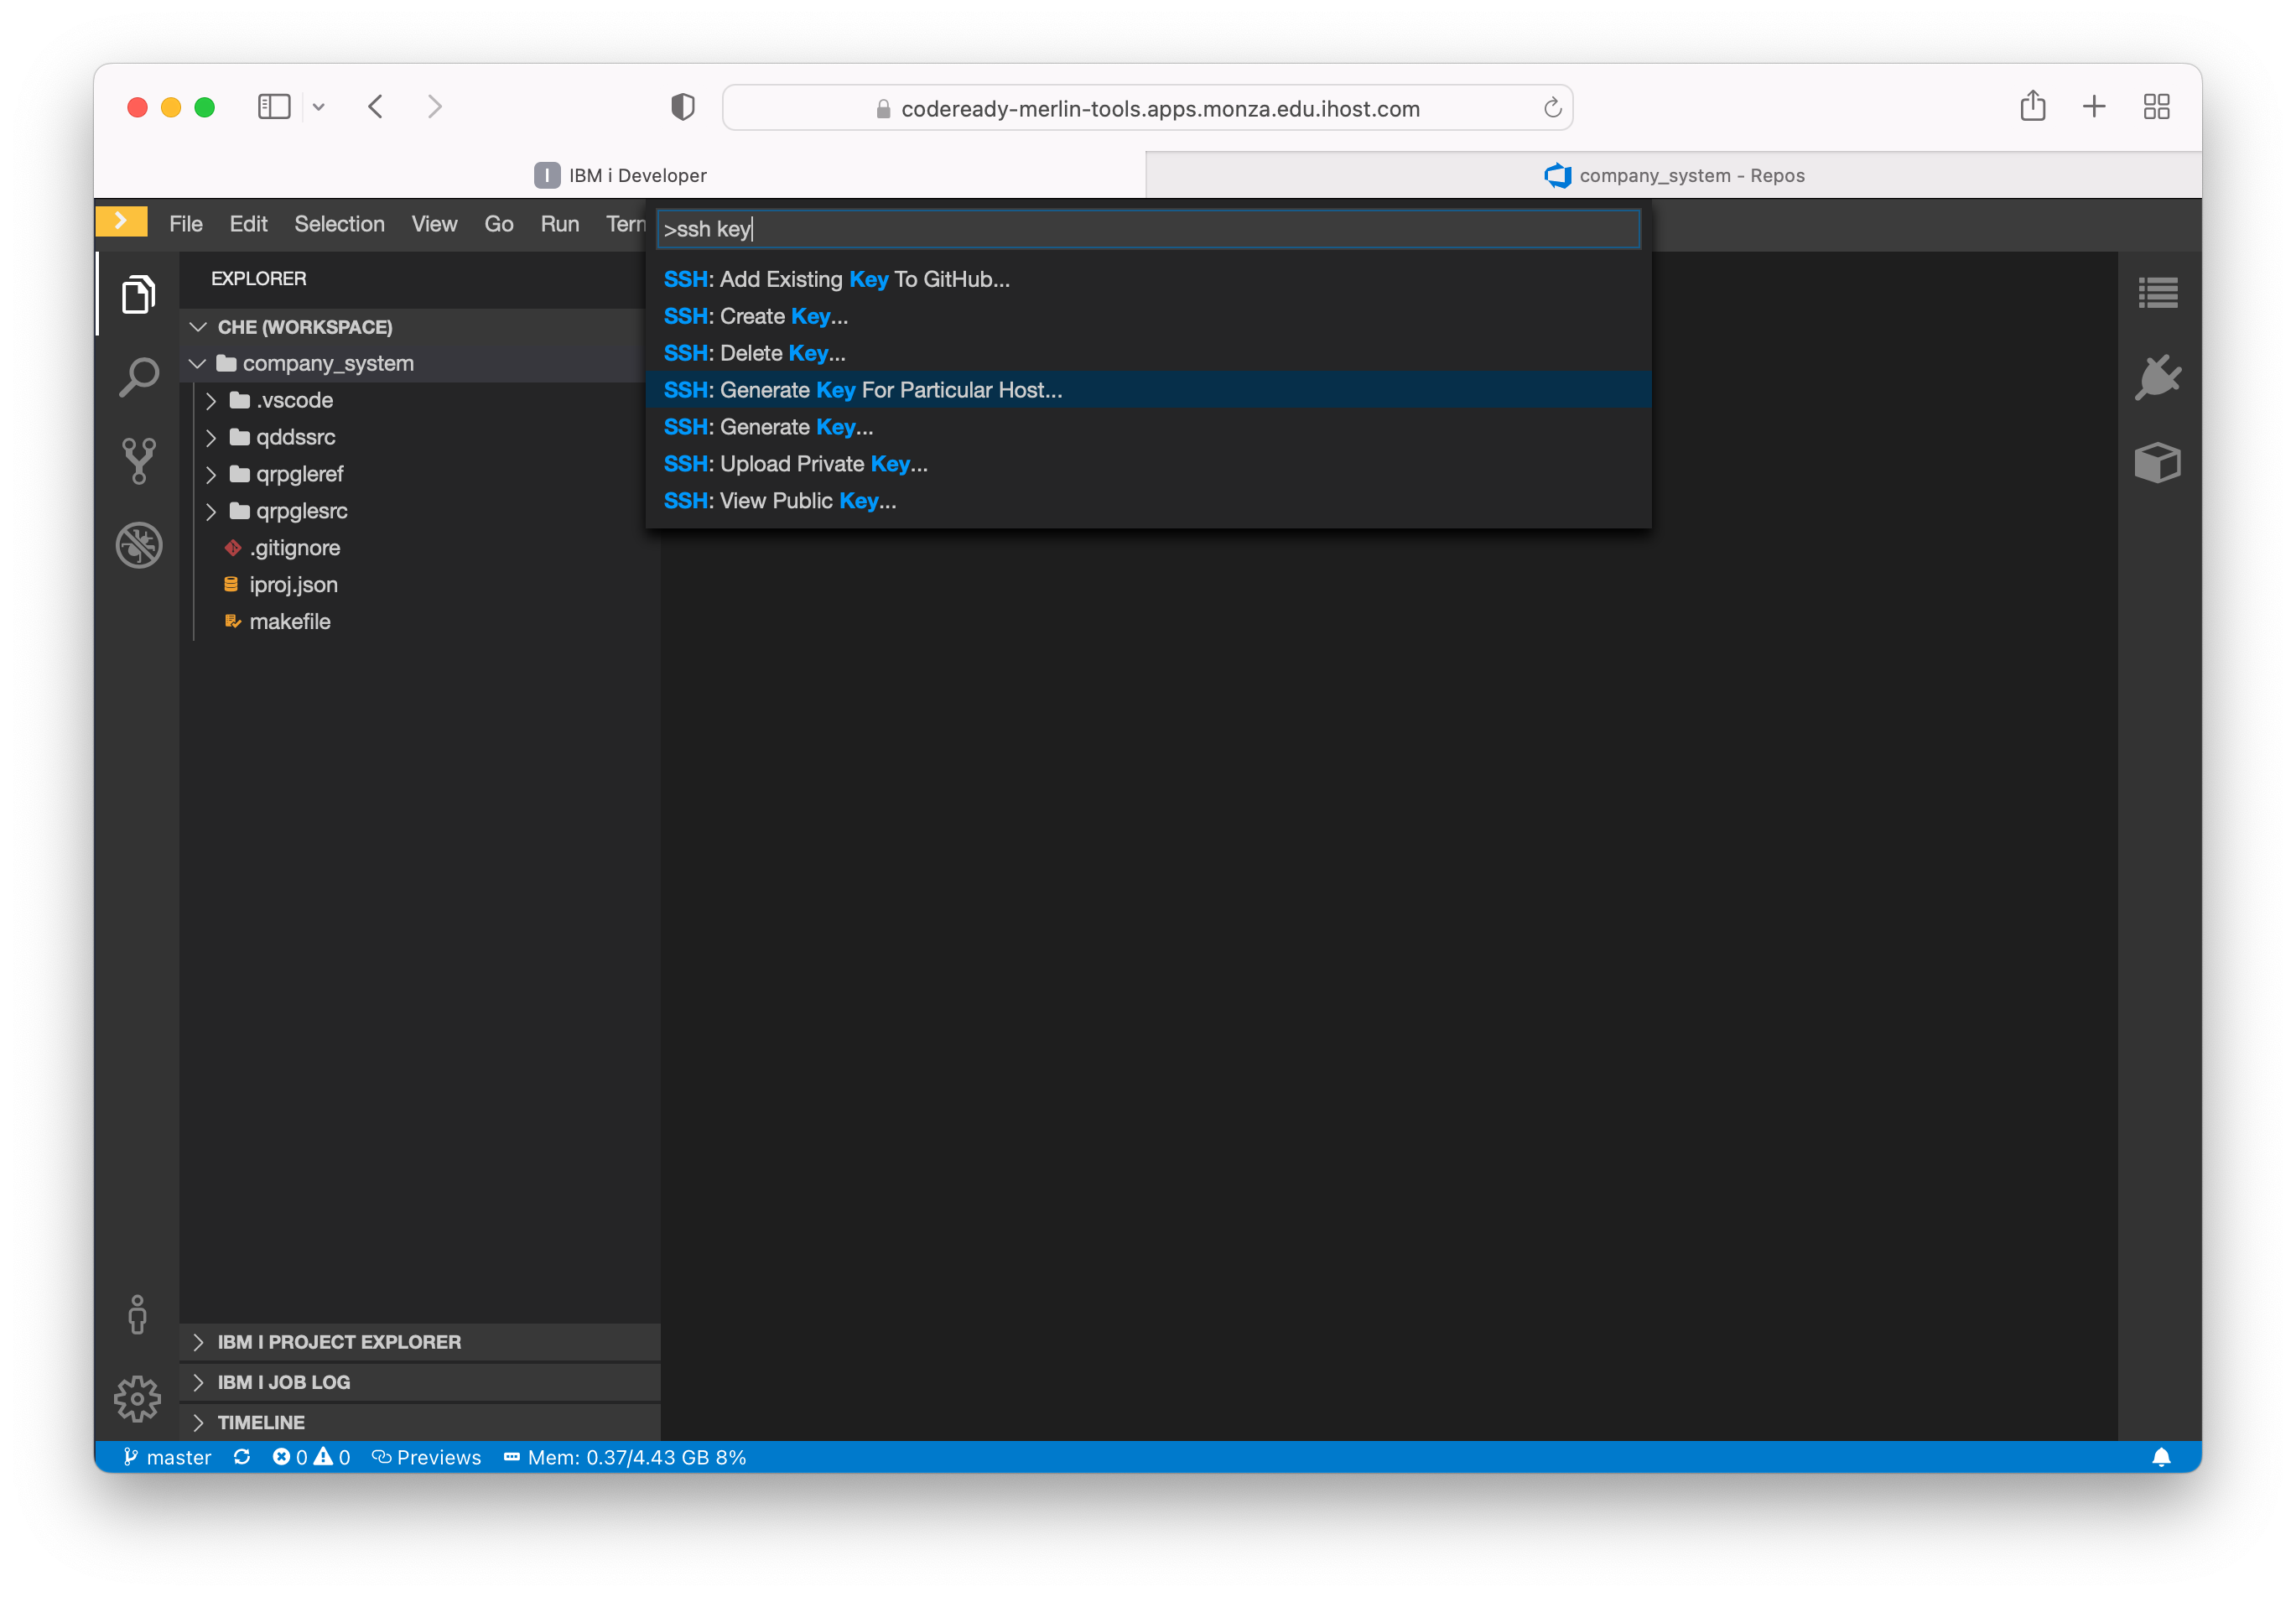 codeready-merlin-tools.apps.monza.edu.ihost.com
I IBM i Developer
company_system - Repos
File Edit Selection View Go Run Tern
>ssh key
SSH: Add Existing Key To GitHub...
SSH: Create Key...
SSH: Delete Key...
SSH: Generate Key For Particular Host...
SSH: Generate Key...
SSH: Upload Private Key...
SSH: View Public Key...
EXPLORER
CHE (WORKSPACE)
company_system
.vscode
qddssrc
qrpgleref
qrpglesrc
.gitignore
iproj.json
makefile
IBM I PROJECT EXPLORER
IBM I JOB LOG
TIMELINE
master 0 0 Previews Mem: 0.37/4.43 GB 8%